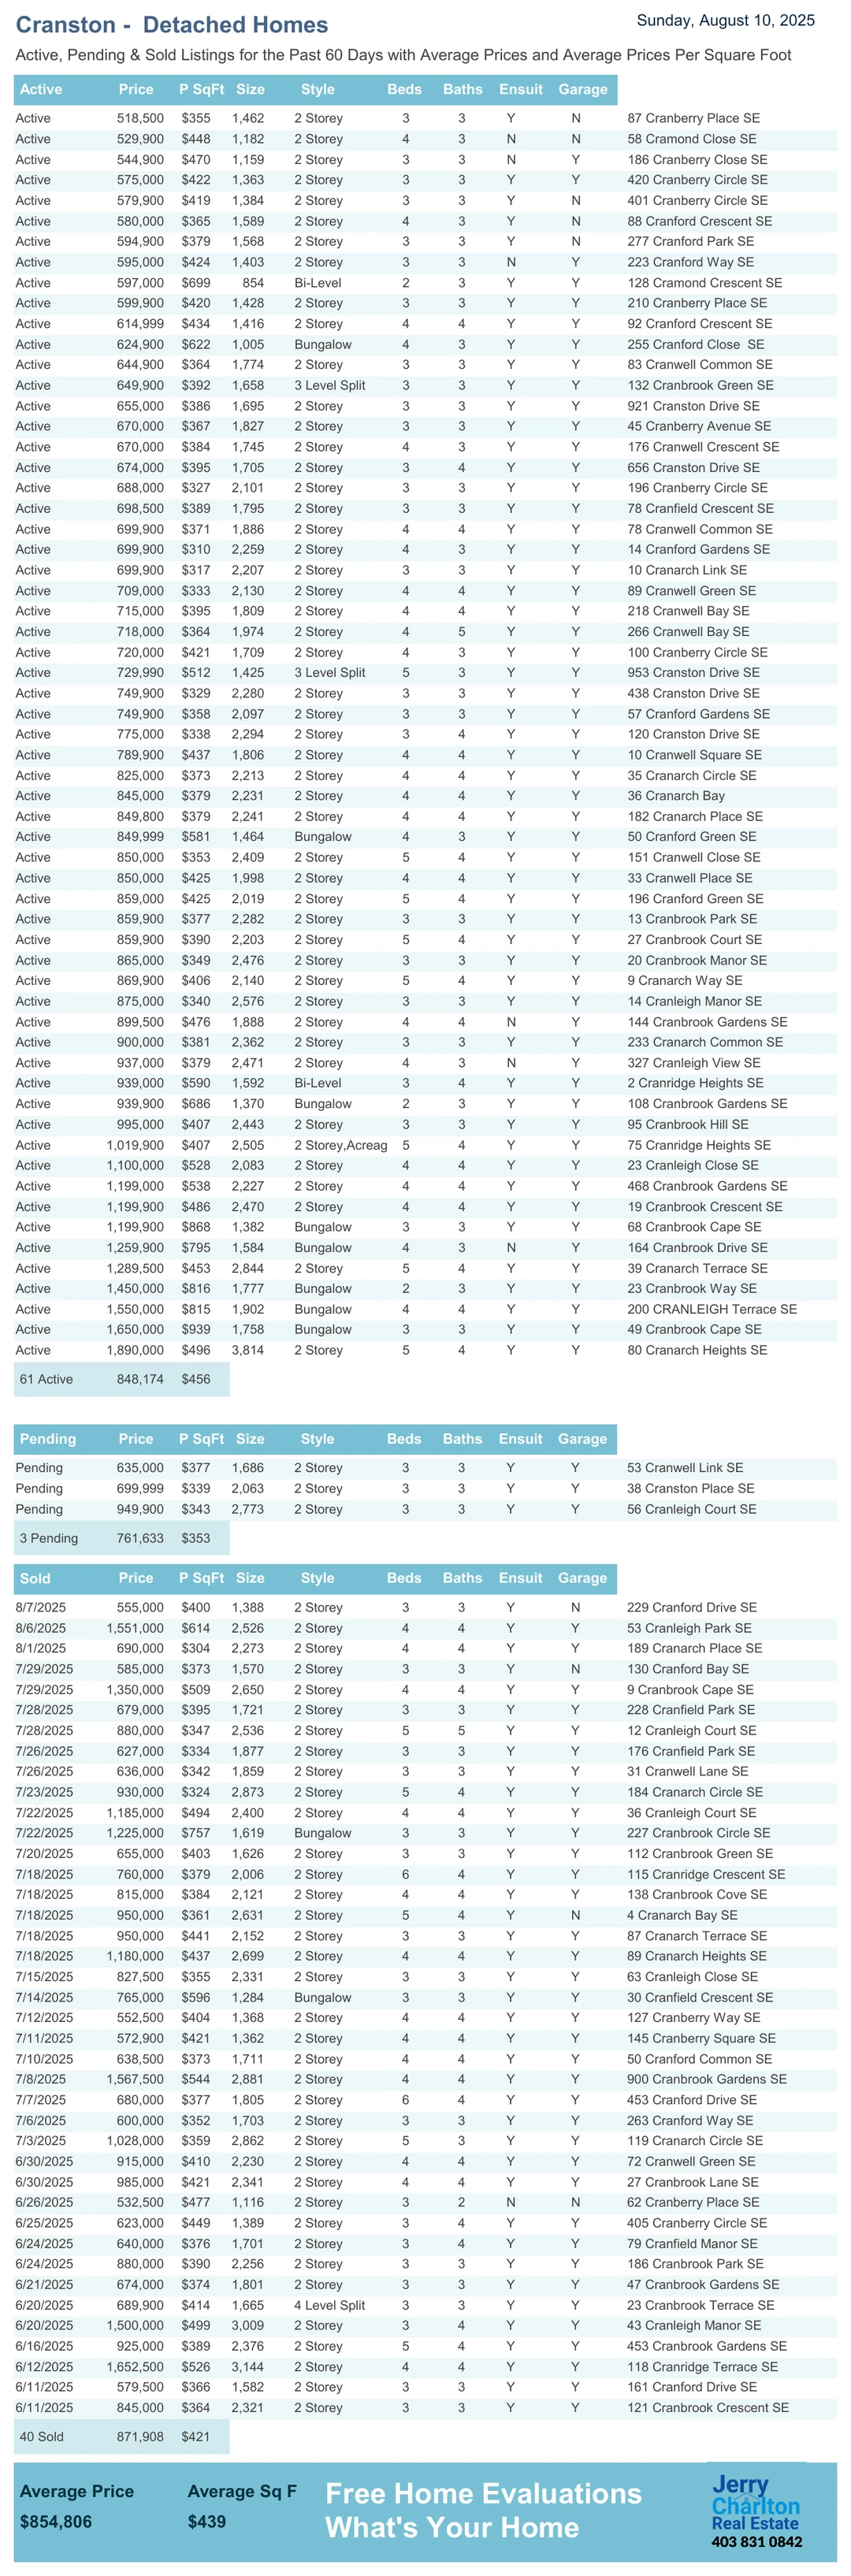 Cranston - Detached Homes
Sunday, August 10, 2025
Active, Pending & Sold Listings for the Past 60 Days with Average Prices and Average Prices Per Square Foot
Active Price P SqFt Size Style Beds Baths Ensuit Garage
Active 518,500 $355 1,462 2 Storey 3 3 Y N 87 Cranberry Place SE
Active 529,900 $448 1,182 2 Storey 4 3 N N 58 Cramond Close SE
Active 544,900 $470 1,159 2 Storey 3 3 N Y 186 Cranberry Close SE
Active 575,000 $422 1,363 2 Storey 3 3 Y Y 420 Cranberry Circle SE
Active 579,900 $419 1,384 2 Storey 3 3 Y N 401 Cranberry Circle SE
Active 580,000 $365 1,589 2 Storey 4 3 Y N 88 Cranford Crescent SE
Active 594,900 $379 1,568 2 Storey 3 3 Y N 277 Cranford Park SE
Active 595,000 $424 1,403 2 Storey 3 3 N Y 223 Cranford Way SE
Active 597,000 $699 854 Bi-Level 2 3 Y Y 128 Cramond Crescent SE
Active 599,900 $420 1,428 2 Storey 3 3 Y Y 210 Cranberry Place SE
Active 614,999 $434 1,416 2 Storey 4 4 Y Y 92 Cranford Crescent SE
Active 624,900 $622 1,005 Bungalow 4 3 Y Y 255 Cranford Close SE
Active 644,900 $364 1,774 2 Storey 3 3 Y Y 83 Cranwell Common SE
Active 649,900 $392 1,658 3 Level Split 3 3 Y Y 132 Cranbrook Green SE
Active 655,000 $386 1,695 2 Storey 3 3 Y Y 921 Cranston Drive SE
Active 670,000 $367 1,827 2 Storey 3 3 Y Y 45 Cranberry Avenue SE
Active 670,000 $384 1,745 2 Storey 4 3 Y Y 176 Cranwell Crescent SE
Active 674,000 $395 1,705 2 Storey 3 4 Y Y 656 Cranston Drive SE
Active 688,000 $327 2,101 2 Storey 3 3 Y Y 196 Cranberry Circle SE
Active 698,500 $389 1,795 2 Storey 3 3 Y Y 78 Cranfield Crescent SE
Active 699,900 $371 1,886 2 Storey 4 4 Y Y 78 Cranwell Common SE
Active 699,900 $310 2,259 2 Storey 4 3 Y Y 14 Cranford Gardens SE
Active 699,900 $317 2,207 2 Storey 3 3 Y Y 10 Cranarch Link SE
Active 709,000 $333 2,130 2 Storey 4 4 Y Y 89 Cranwell Green SE
Active 715,000 $395 1,809 2 Storey 4 4 Y Y 218 Cranwell Bay SE
Active 718,000 $364 1,974 2 Storey 4 5 Y Y 266 Cranwell Bay SE
Active 720,000 $421 1,709 2 Storey 4 3 Y Y 100 Cranberry Circle SE
Active 729,990 $512 1,425 3 Level Split 5 3 Y Y 953 Cranston Drive SE
Active 749,900 $329 2,280 2 Storey 3 3 Y Y 438 Cranston Drive SE
Active 749,900 $358 2,097 2 Storey 3 3 Y Y 57 Cranford Gardens SE
Active 775,000 $338 2,294 2 Storey 3 4 Y Y 120 Cranston Drive SE
Active 789,900 $437 1,806 2 Storey 4 4 Y Y 10 Cranwell Square SE
Active 825,000 $373 2,213 2 Storey 4 4 Y Y 35 Cranarch Circle SE
Active 845,000 $379 2,231 2 Storey 4 4 Y Y 36 Cranarch Bay
Active 849,800 $379 2,241 2 Storey 4 4 Y Y 182 Cranarch Place SE
Active 849,999 $581 1,464 Bungalow 4 3 Y Y 50 Cranford Green SE
Active 850,000 $353 2,409 2 Storey 5 4 Y Y 151 Cranwell Close SE
Active 850,000 $425 1,998 2 Storey 4 4 Y Y 33 Cranwell Place SE
Active 859,000 $425 2,019 2 Storey 5 4 Y Y 196 Cranford Green SE
Active 859,900 $377 2,282 2 Storey 3 3 Y Y 13 Cranbrook Park SE
Active 859,900 $390 2,203 2 Storey 5 4 Y Y 27 Cranbrook Court SE
Active 865,000 $349 2,476 2 Storey 3 3 Y Y 20 Cranbrook Manor SE
Active 869,900 $406 2,140 2 Storey 5 4 Y Y 9 Cranarch Way SE
Active 875,000 $340 2,576 2 Storey 3 3 Y Y 14 Cranleigh Manor SE
Active 899,500 $476 1,888 2 Storey 4 4 N Y 144 Cranbrook Gardens SE
Active 900,000 $381 2,362 2 Storey 3 3 Y Y 233 Cranarch Common SE
Active 937,000 $379 2,471 2 Storey 4 3 N Y 327 Cranleigh View SE
Active 939,000 $590 1,592 Bi-Level 3 4 Y Y 2 Cranridge Heights SE
Active 939,900 $686 1,370 Bungalow 2 3 Y Y 108 Cranbrook Gardens SE
Active 995,000 $407 2,443 2 Storey 3 3 Y Y 95 Cranbrook Hill SE
Active 1,019,900 $407 2,505 2 Storey,Acreag 5 4 Y Y 75 Cranridge Heights SE
Active 1,100,000 $528 2,083 2 Storey 4 4 Y Y 23 Cranleigh Close SE
Active 1,199,000 $538 2,227 2 Storey 4 4 Y Y 468 Cranbrook Gardens SE
Active 1,199,900 $486 2,470 2 Storey 4 4 Y Y 19 Cranbrook Crescent SE
Active 1,199,900 $868 1,382 Bungalow 3 3 Y Y 68 Cranbrook Cape SE
Active 1,259,900 $795 1,584 Bungalow 4 3 N Y 164 Cranbrook Drive SE
Active 1,289,500 $453 2,844 2 Storey 5 4 Y Y 39 Cranarch Terrace SE
Active 1,450,000 $816 1,777 Bungalow 2 3 Y Y 23 Cranbrook Way SE
Active 1,550,000 $815 1,902 Bungalow 4 4 Y Y 200 CRANLEIGH Terrace SE
Active 1,650,000 $939 1,758 Bungalow 3 3 Y Y 49 Cranbrook Cape SE
Active 1,890,000 $496 3,814 2 Storey 5 4 Y Y 80 Cranarch Heights SE
61 Active 848,174 $456
Pending Price P SqFt Size Style Beds Baths Ensuit Garage
Pending 635,000 $377 1,686 2 Storey 3 3 Y Y 53 Cranwell Link SE
Pending 699,999 $339 2,063 2 Storey 3 3 Y Y 38 Cranston Place SE
Pending 949,900 $343 2,773 2 Storey 3 3 Y Y 56 Cranleigh Court SE
3 Pending 761,633 $353
Sold Price P SqFt Size Style Beds Baths Ensuit Garage
8/7/2025 555,000 $400 1,388 2 Storey 3 3 Y N 229 Cranford Drive SE
8/6/2025 1,551,000 $614 2,526 2 Storey 4 4 Y Y 53 Cranleigh Park SE
8/1/2025 690,000 $304 2,273 2 Storey 4 4 Y Y 189 Cranarch Place SE
7/29/2025 585,000 $373 1,570 2 Storey 3 3 Y N 130 Cranford Bay SE
7/29/2025 1,350,000 $509 2,650 2 Storey 4 4 Y Y 9 Cranbrook Cape SE
7/28/2025 679,000 $395 1,721 2 Storey 3 3 Y Y 228 Cranfield Park SE
7/28/2025 880,000 $347 2,536 2 Storey 5 5 Y Y 12 Cranleigh Court SE
7/26/2025 627,000 $334 1,877 2 Storey 3 3 Y Y 176 Cranfield Park SE
7/26/2025 636,000 $342 1,859 2 Storey 3 3 Y Y 31 Cranwell Lane SE
7/23/2025 930,000 $324 2,873 2 Storey 5 4 Y Y 184 Cranarch Circle SE
7/22/2025 1,185,000 $494 2,400 2 Storey 4 4 Y Y 36 Cranleigh Court SE
7/22/2025 1,225,000 $757 1,619 Bungalow 3 3 Y Y 227 Cranbrook Circle SE
7/20/2025 655,000 $403 1,626 2 Storey 3 3 Y Y 112 Cranbrook Green SE
7/18/2025 760,000 $379 2,006 2 Storey 6 4 Y Y 115 Cranridge Crescent SE
7/18/2025 815,000 $384 2,121 2 Storey 4 4 Y Y 138 Cranbrook Cove SE
7/18/2025 950,000 $361 2,631 2 Storey 5 4 Y N 4 Cranarch Bay SE
7/18/2025 950,000 $441 2,152 2 Storey 3 3 Y Y 87 Cranarch Terrace SE
7/18/2025 1,180,000 $437 2,699 2 Storey 4 4 Y Y 89 Cranarch Heights SE
7/15/2025 827,500 $355 2,331 2 Storey 3 3 Y Y 63 Cranleigh Close SE
7/14/2025 765,000 $596 1,284 Bungalow 3 3 Y Y 30 Cranfield Crescent SE
7/12/2025 552,500 $404 1,368 2 Storey 4 4 Y Y 127 Cranberry Way SE
7/11/2025 572,900 $421 1,362 2 Storey 4 4 Y Y 145 Cranberry Square SE
7/10/2025 638,500 $373 1,711 2 Storey 4 4 Y Y 50 Cranford Common SE
7/8/2025 1,567,500 $544 2,881 2 Storey 4 4 Y Y 900 Cranbrook Gardens SE
7/7/2025 680,000 $377 1,805 2 Storey 6 4 Y Y 453 Cranford Drive SE
7/6/2025 600,000 $352 1,703 2 Storey 3 3 Y Y 263 Cranford Way SE
7/3/2025 1,028,000 $359 2,862 2 Storey 5 3 Y Y 119 Cranarch Circle SE
6/30/2025 915,000 $410 2,230 2 Storey 4 4 Y Y 72 Cranwell Green SE
6/30/2025 985,000 $421 2,341 2 Storey 4 4 Y Y 27 Cranbrook Lane SE
6/26/2025 532,500 $477 1,116 2 Storey 3 2 N N 62 Cranberry Place SE
6/25/2025 623,000 $449 1,389 2 Storey 3 4 Y Y 405 Cranberry Circle SE
6/24/2025 640,000 $376 1,701 2 Storey 3 4 Y Y 79 Cranfield Manor SE
6/24/2025 880,000 $390 2,256 2 Storey 3 3 Y Y 186 Cranbrook Park SE
6/21/2025 674,000 $374 1,801 2 Storey 3 3 Y Y 47 Cranbrook Gardens SE
6/20/2025 689,900 $414 1,665 4 Level Split 3 3 Y Y 23 Cranbrook Terrace SE
6/20/2025 1,500,000 $499 3,009 2 Storey 3 4 Y Y 43 Cranleigh Manor SE
6/16/2025 925,000 $389 2,376 2 Storey 5 4 Y Y 453 Cranbrook Gardens SE
6/12/2025 1,652,500 $526 3,144 2 Storey 4 4 Y Y 118 Cranridge Terrace SE
6/11/2025 579,500 $366 1,582 2 Storey 3 3 Y Y 161 Cranford Drive SE
6/11/2025 845,000 $364 2,321 2 Storey 3 3 Y Y 121 Cranbrook Crescent SE
40 Sold 871,908 $421
Average Price Average Sq F
$854,806 $439
Free Home Evaluations
What's Your Home
Jerry
Charlton
Real Estate
403 831 0842